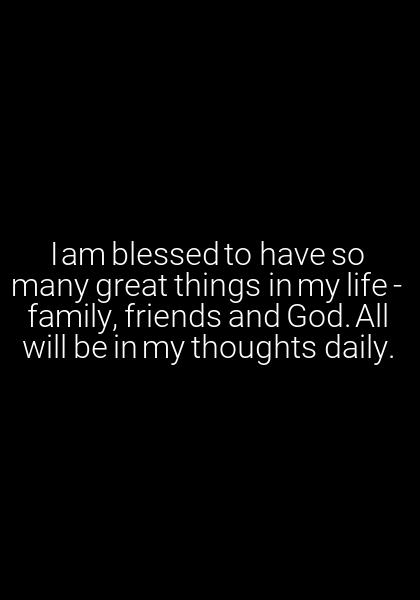 I am blessed to have so
many great things in my life -
family, friends and God. All
will be in my thoughts daily.